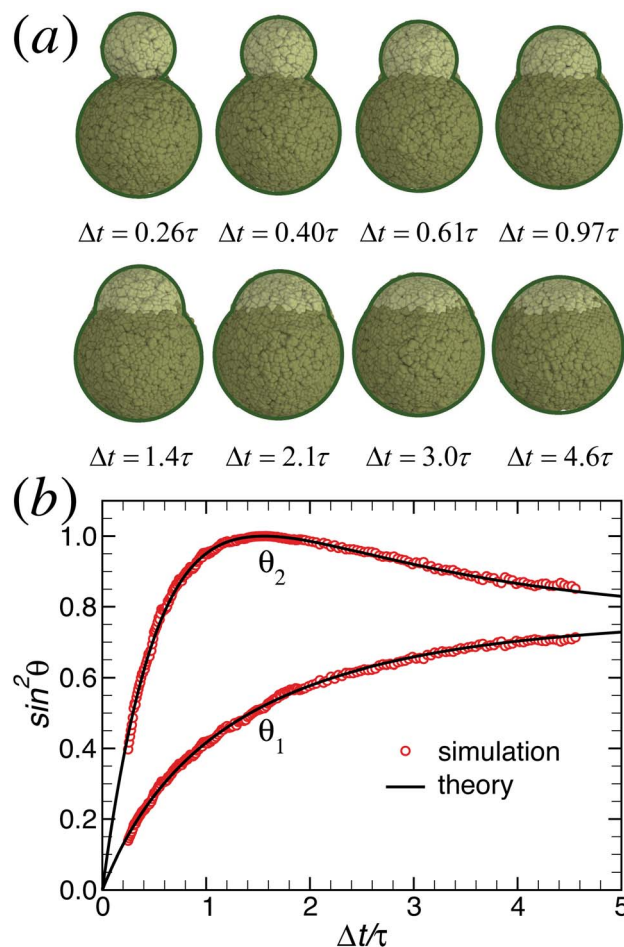 (a)
Δt = 0.26τ Δt = 0.40τ Δt = 0.61τ Δt = 0.97τ
Δt = 1.4τ Δt = 2.1τ Δt = 3.0τ Δt = 4.6τ
(b)
1.0
θ₂
0.8
0.6
sin²θ
0.4
θ₁
simulation
theory
0.2
0.0
0 1 2 3 4 5
Δt/τ